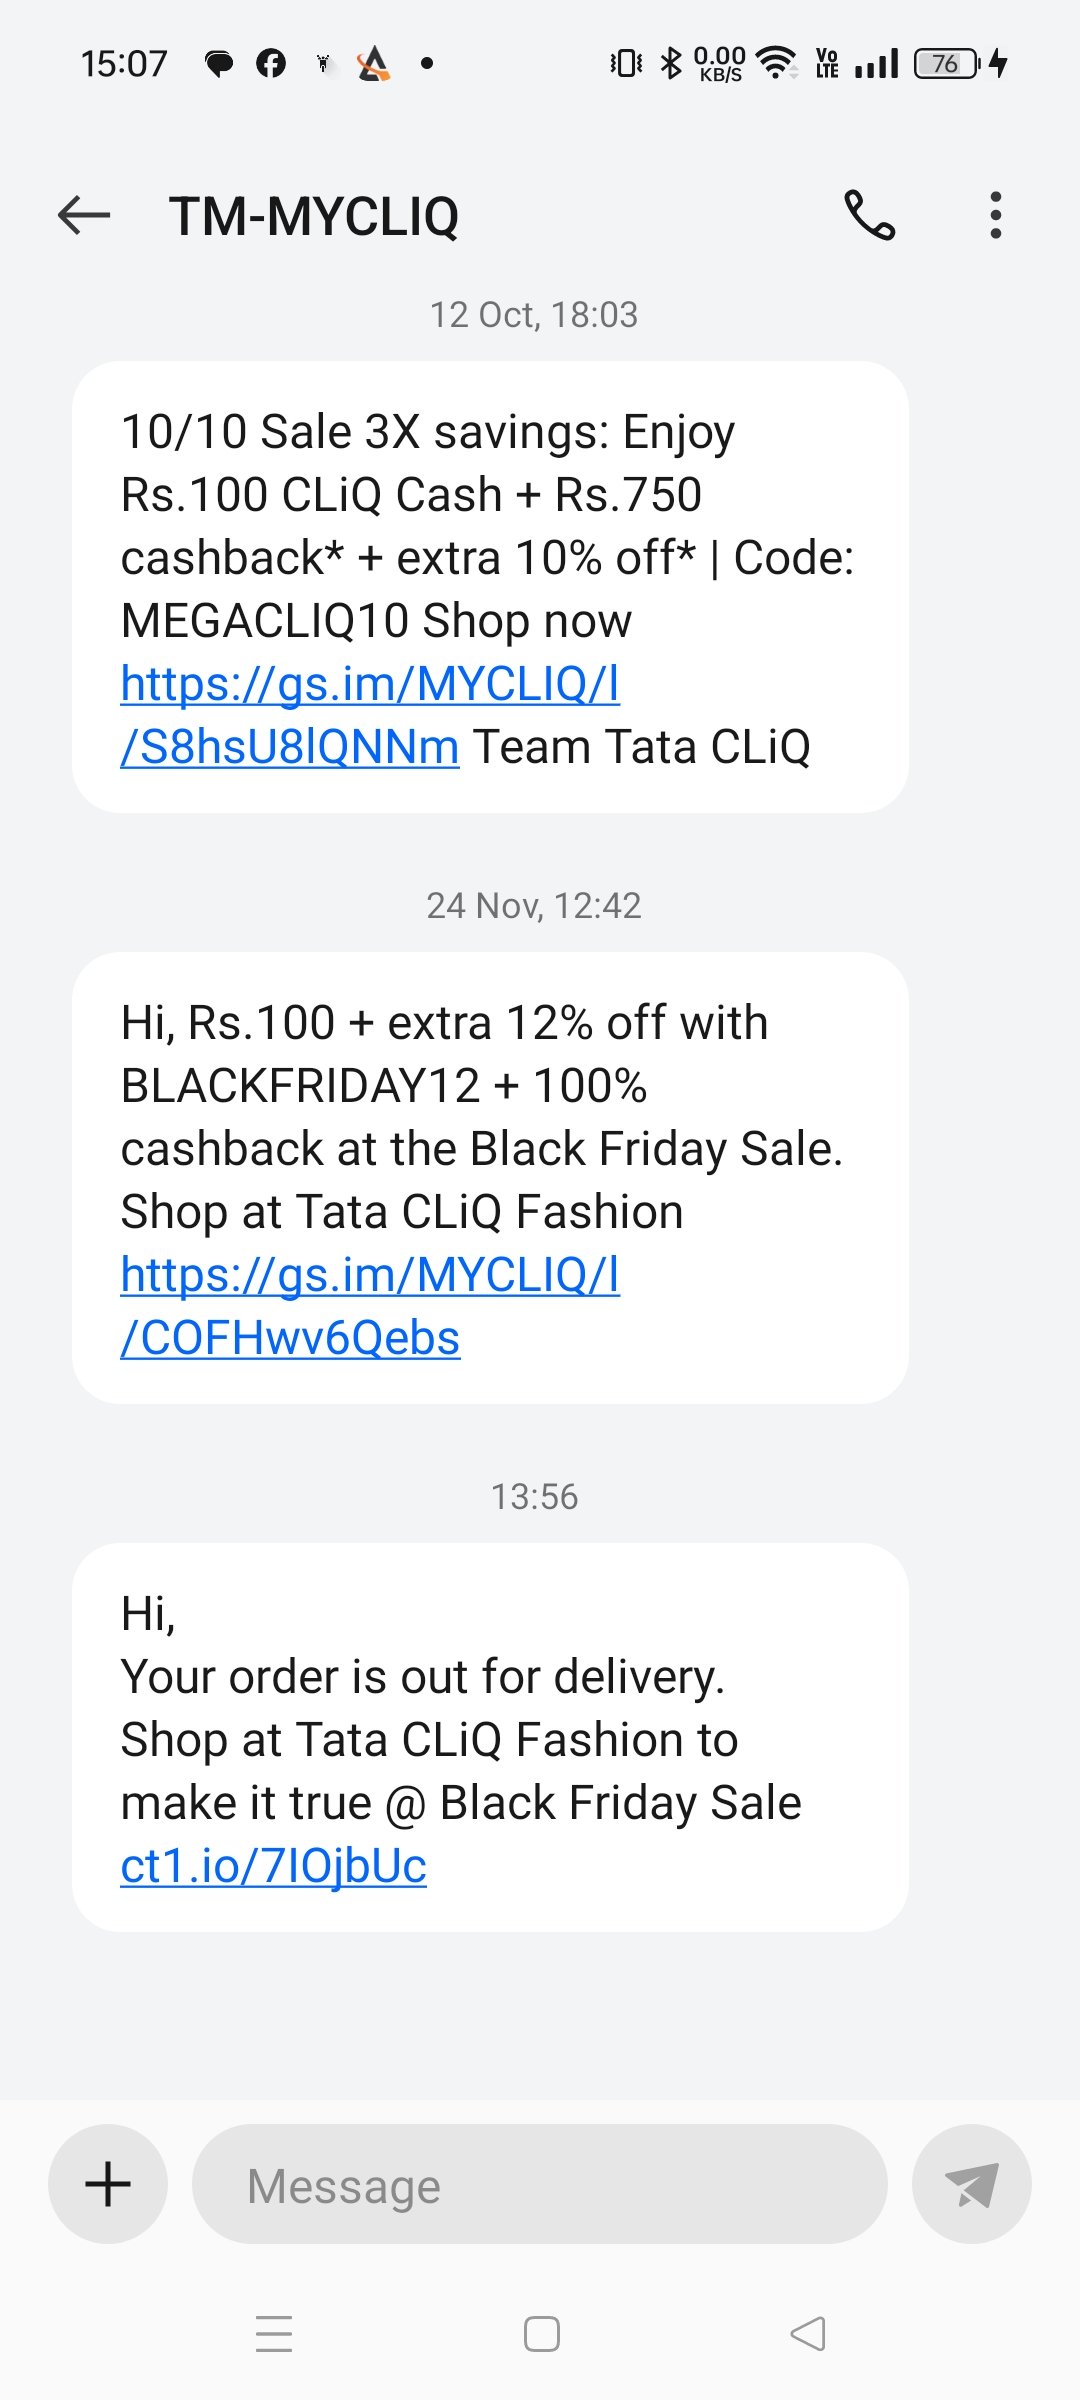 15:07
0.00
KB/S
Vo
LTE
76
TM-MYCLIQ
12 Oct, 18:03
10/10 Sale 3X savings: Enjoy
Rs.100 CLiQ Cash + Rs.750
cashback* + extra 10% off* | Code:
MEGACLIQ10 Shop now
https://gs.im/MYCLIQ/l
/S8hsU8lQNNm Team Tata CLiQ
24 Nov, 12:42
Hi, Rs.100 + extra 12% off with
BLACKFRIDAY12 + 100%
cashback at the Black Friday Sale.
Shop at Tata CLiQ Fashion
https://gs.im/MYCLIQ/l
/COFHwv6Qebs
13:56
Hi,
Your order is out for delivery.
Shop at Tata CLiQ Fashion to
make it true @ Black Friday Sale
ct1.io/7IOjbUc
Message